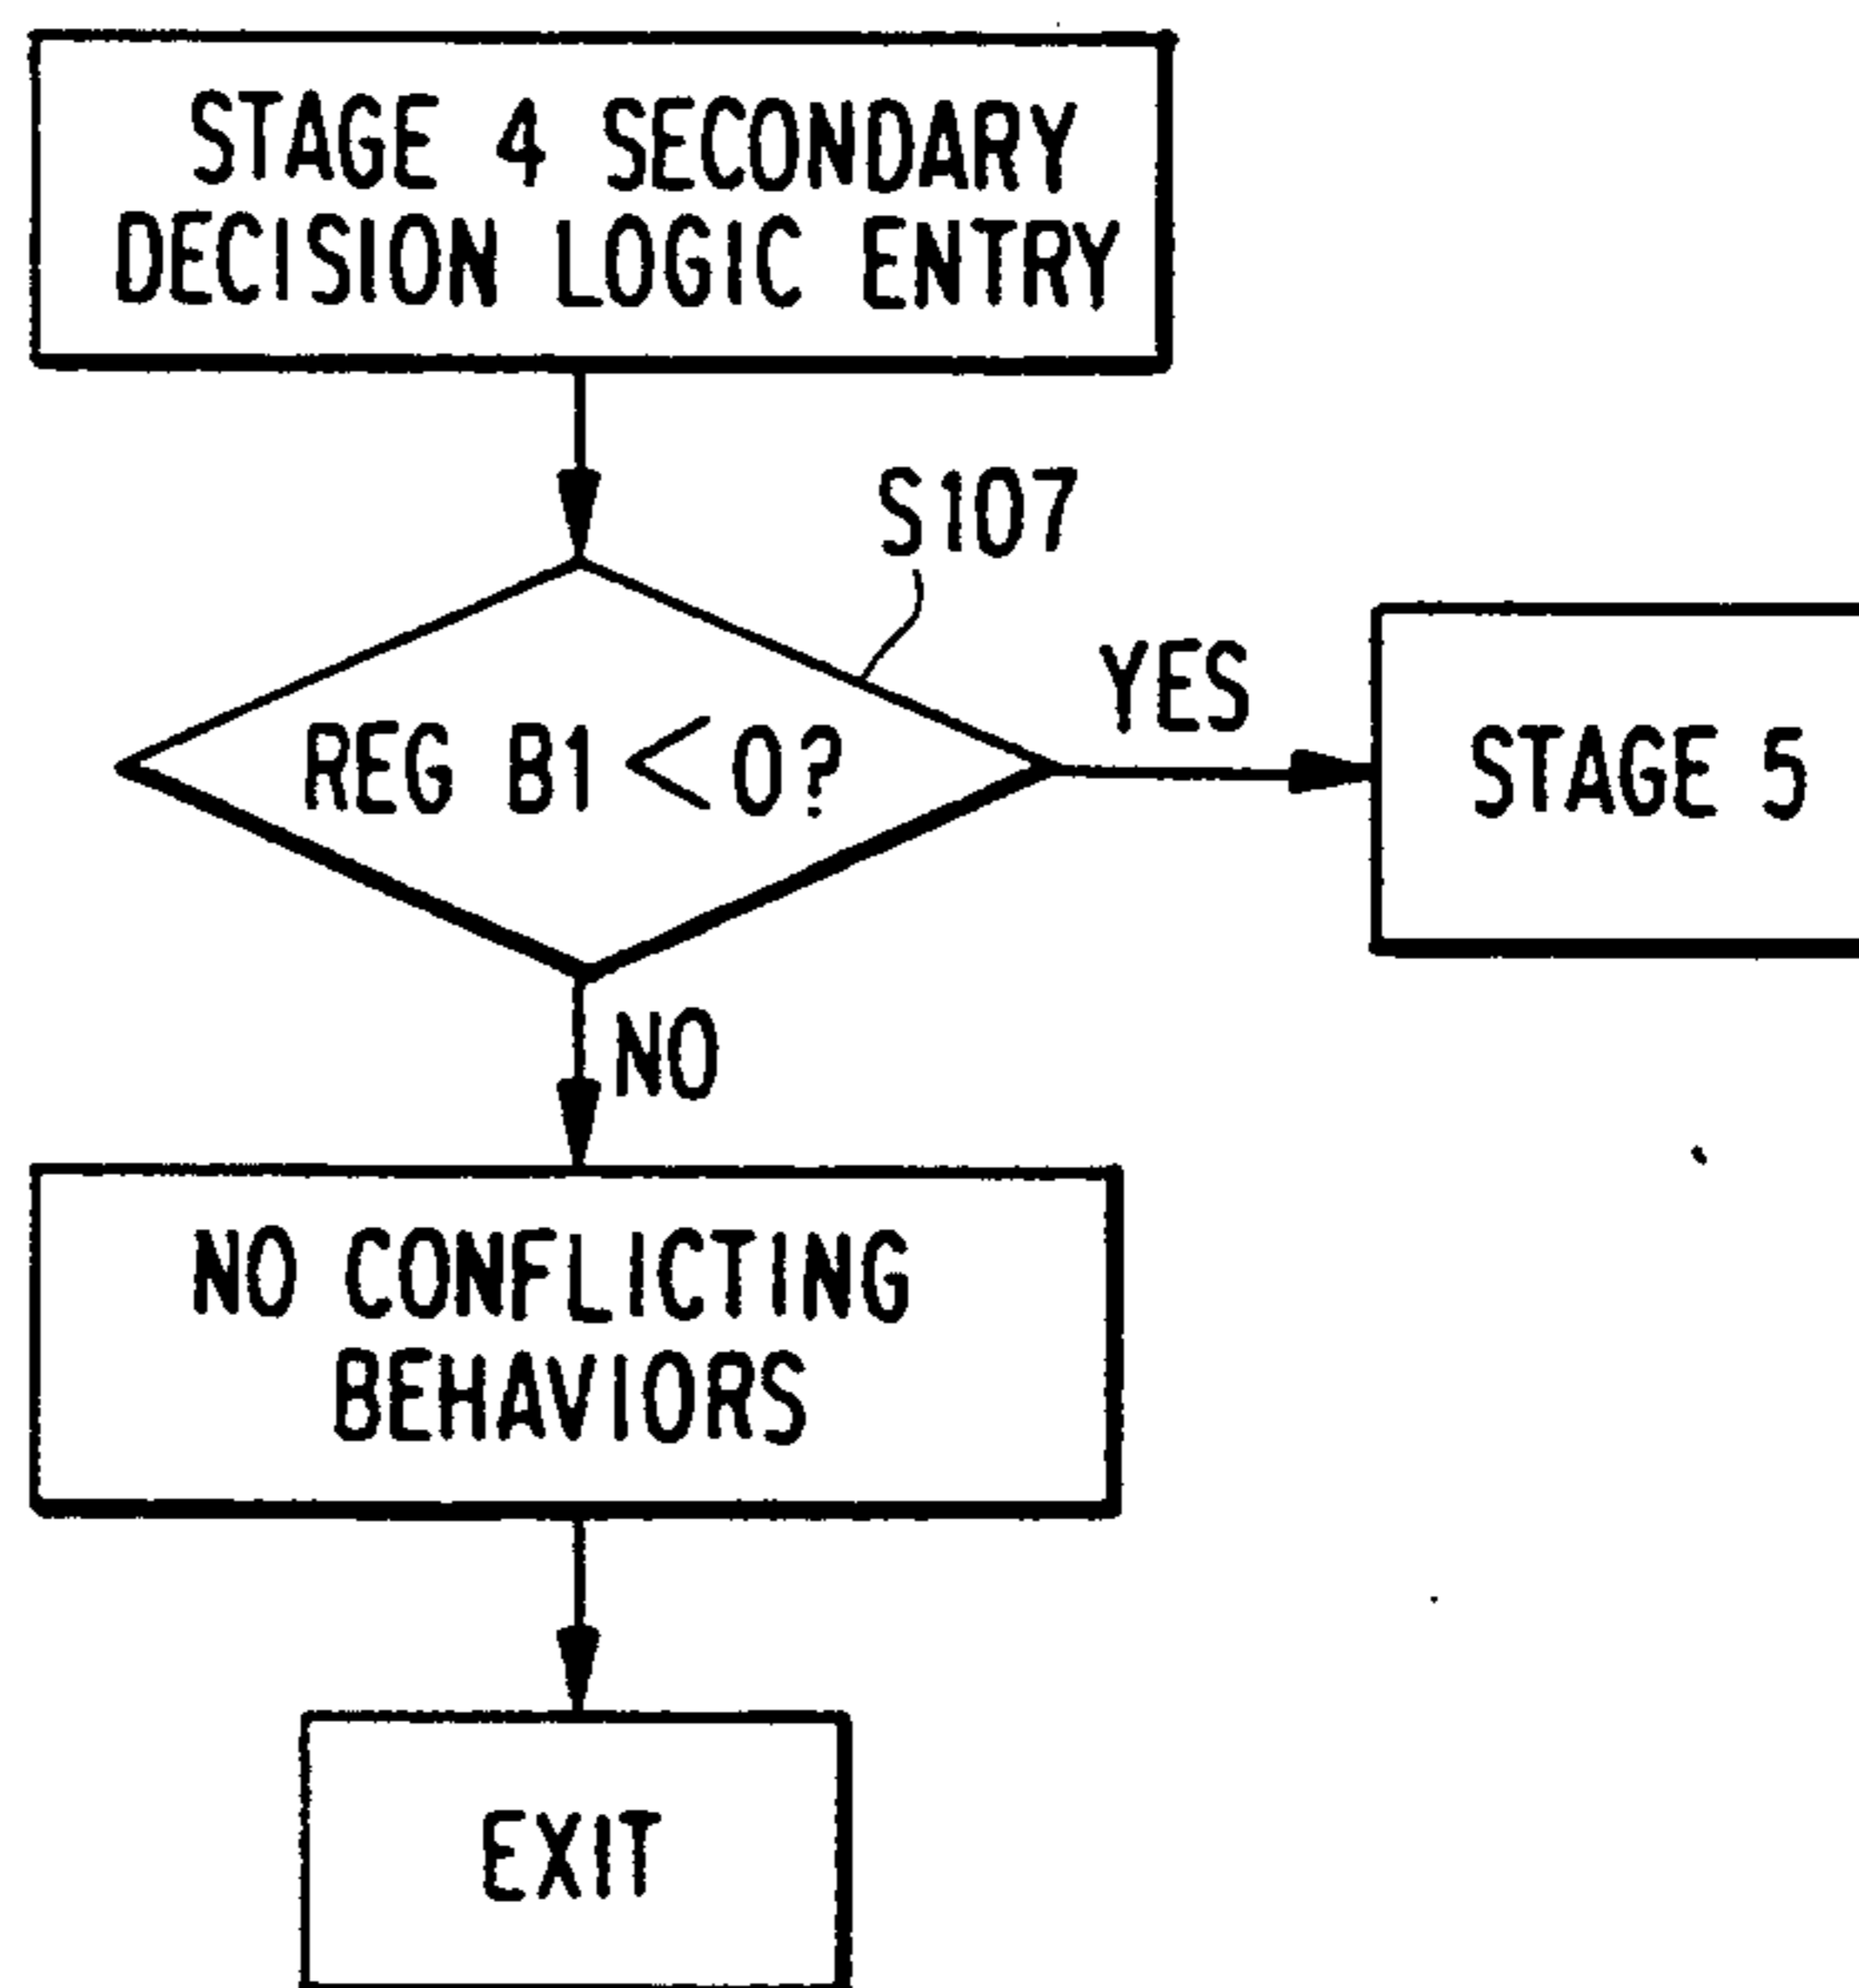 STAGE 4 SECONDARY
DECISION LOGIC ENTRY
S107
REG B1 < 0?
YES
STAGE 5
NO
NO CONFLICTING
BEHAVIORS
EXIT